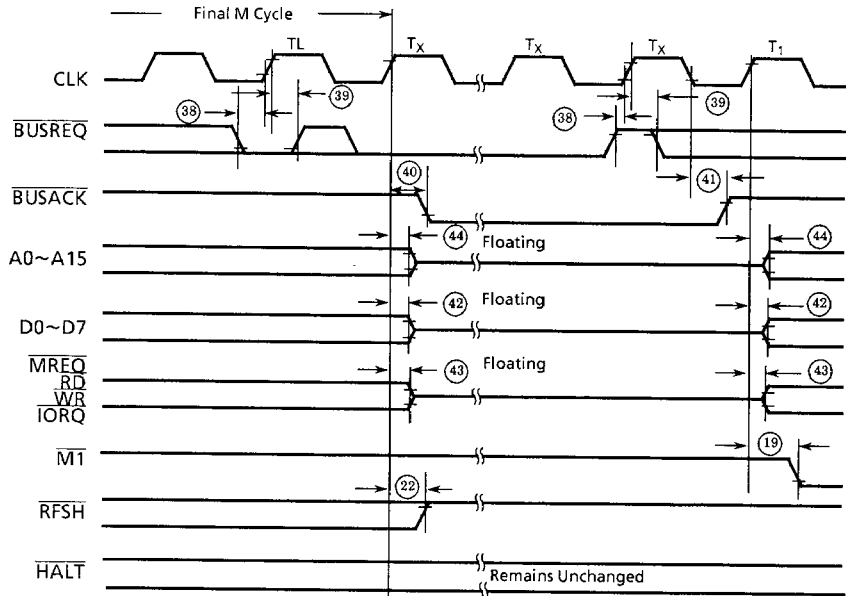 Final M Cycle
TL
TX
TX
TX
T1
CLK
38
39
38
39
BUSREQ
40
41
BUSACK
44
Floating
44
A0~A15
42
Floating
42
D0~D7
MREQ
43
Floating
43
RD
WR
IORQ
19
M1
22
RFSH
HALT
Remains Unchanged